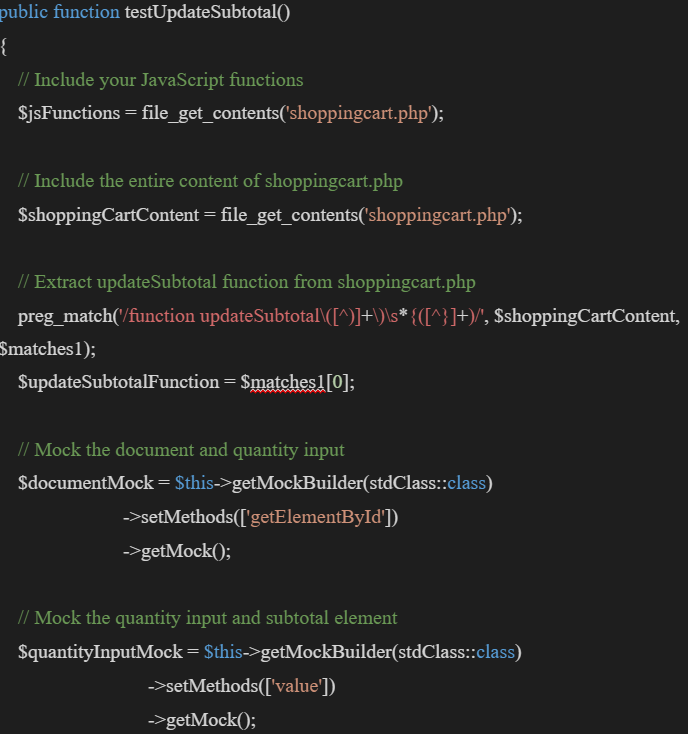 public function testUpdateSubtotal()
{
// Include your JavaScript functions
$jsFunctions = file_get_contents('shoppingcart.php');
// Include the entire content of shoppingcart.php
$shoppingCartContent = file_get_contents('shoppingcart.php');
// Extract updateSubtotal function from shoppingcart.php
preg_match('/function updateSubtotal\([^)]+\)\s*{([^}]+)/', $shoppingCartContent,
$matches1);
$updateSubtotalFunction = $matches1[0];
// Mock the document and quantity input
$documentMock = $this->getMockBuilder(stdClass::class)
->setMethods(['getElementById'])
->getMock();
// Mock the quantity input and subtotal element
$quantityInputMock = $this->getMockBuilder(stdClass::class)
->setMethods(['value'])
->getMock();